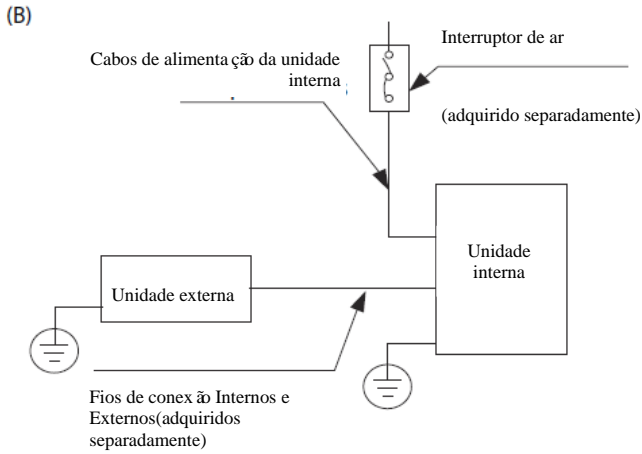 (B)
Cabos de alimenta ção da unidade
interna
Interruptor de ar
(adquirido separadamente)
Unidade
interna
Unidade externa
Fios de conex ão Internos e
Externos(adquiridos
separadamente)